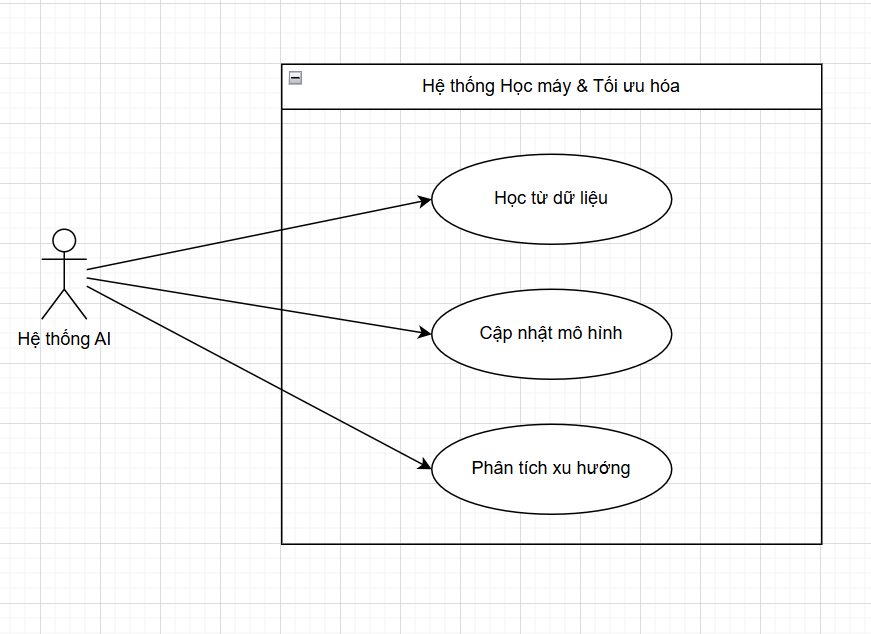 Hệ thống Học máy & Tối ưu hóa
Học từ dữ liệu
Cập nhật mô hình
Hệ thống AI
Phân tích xu hướng